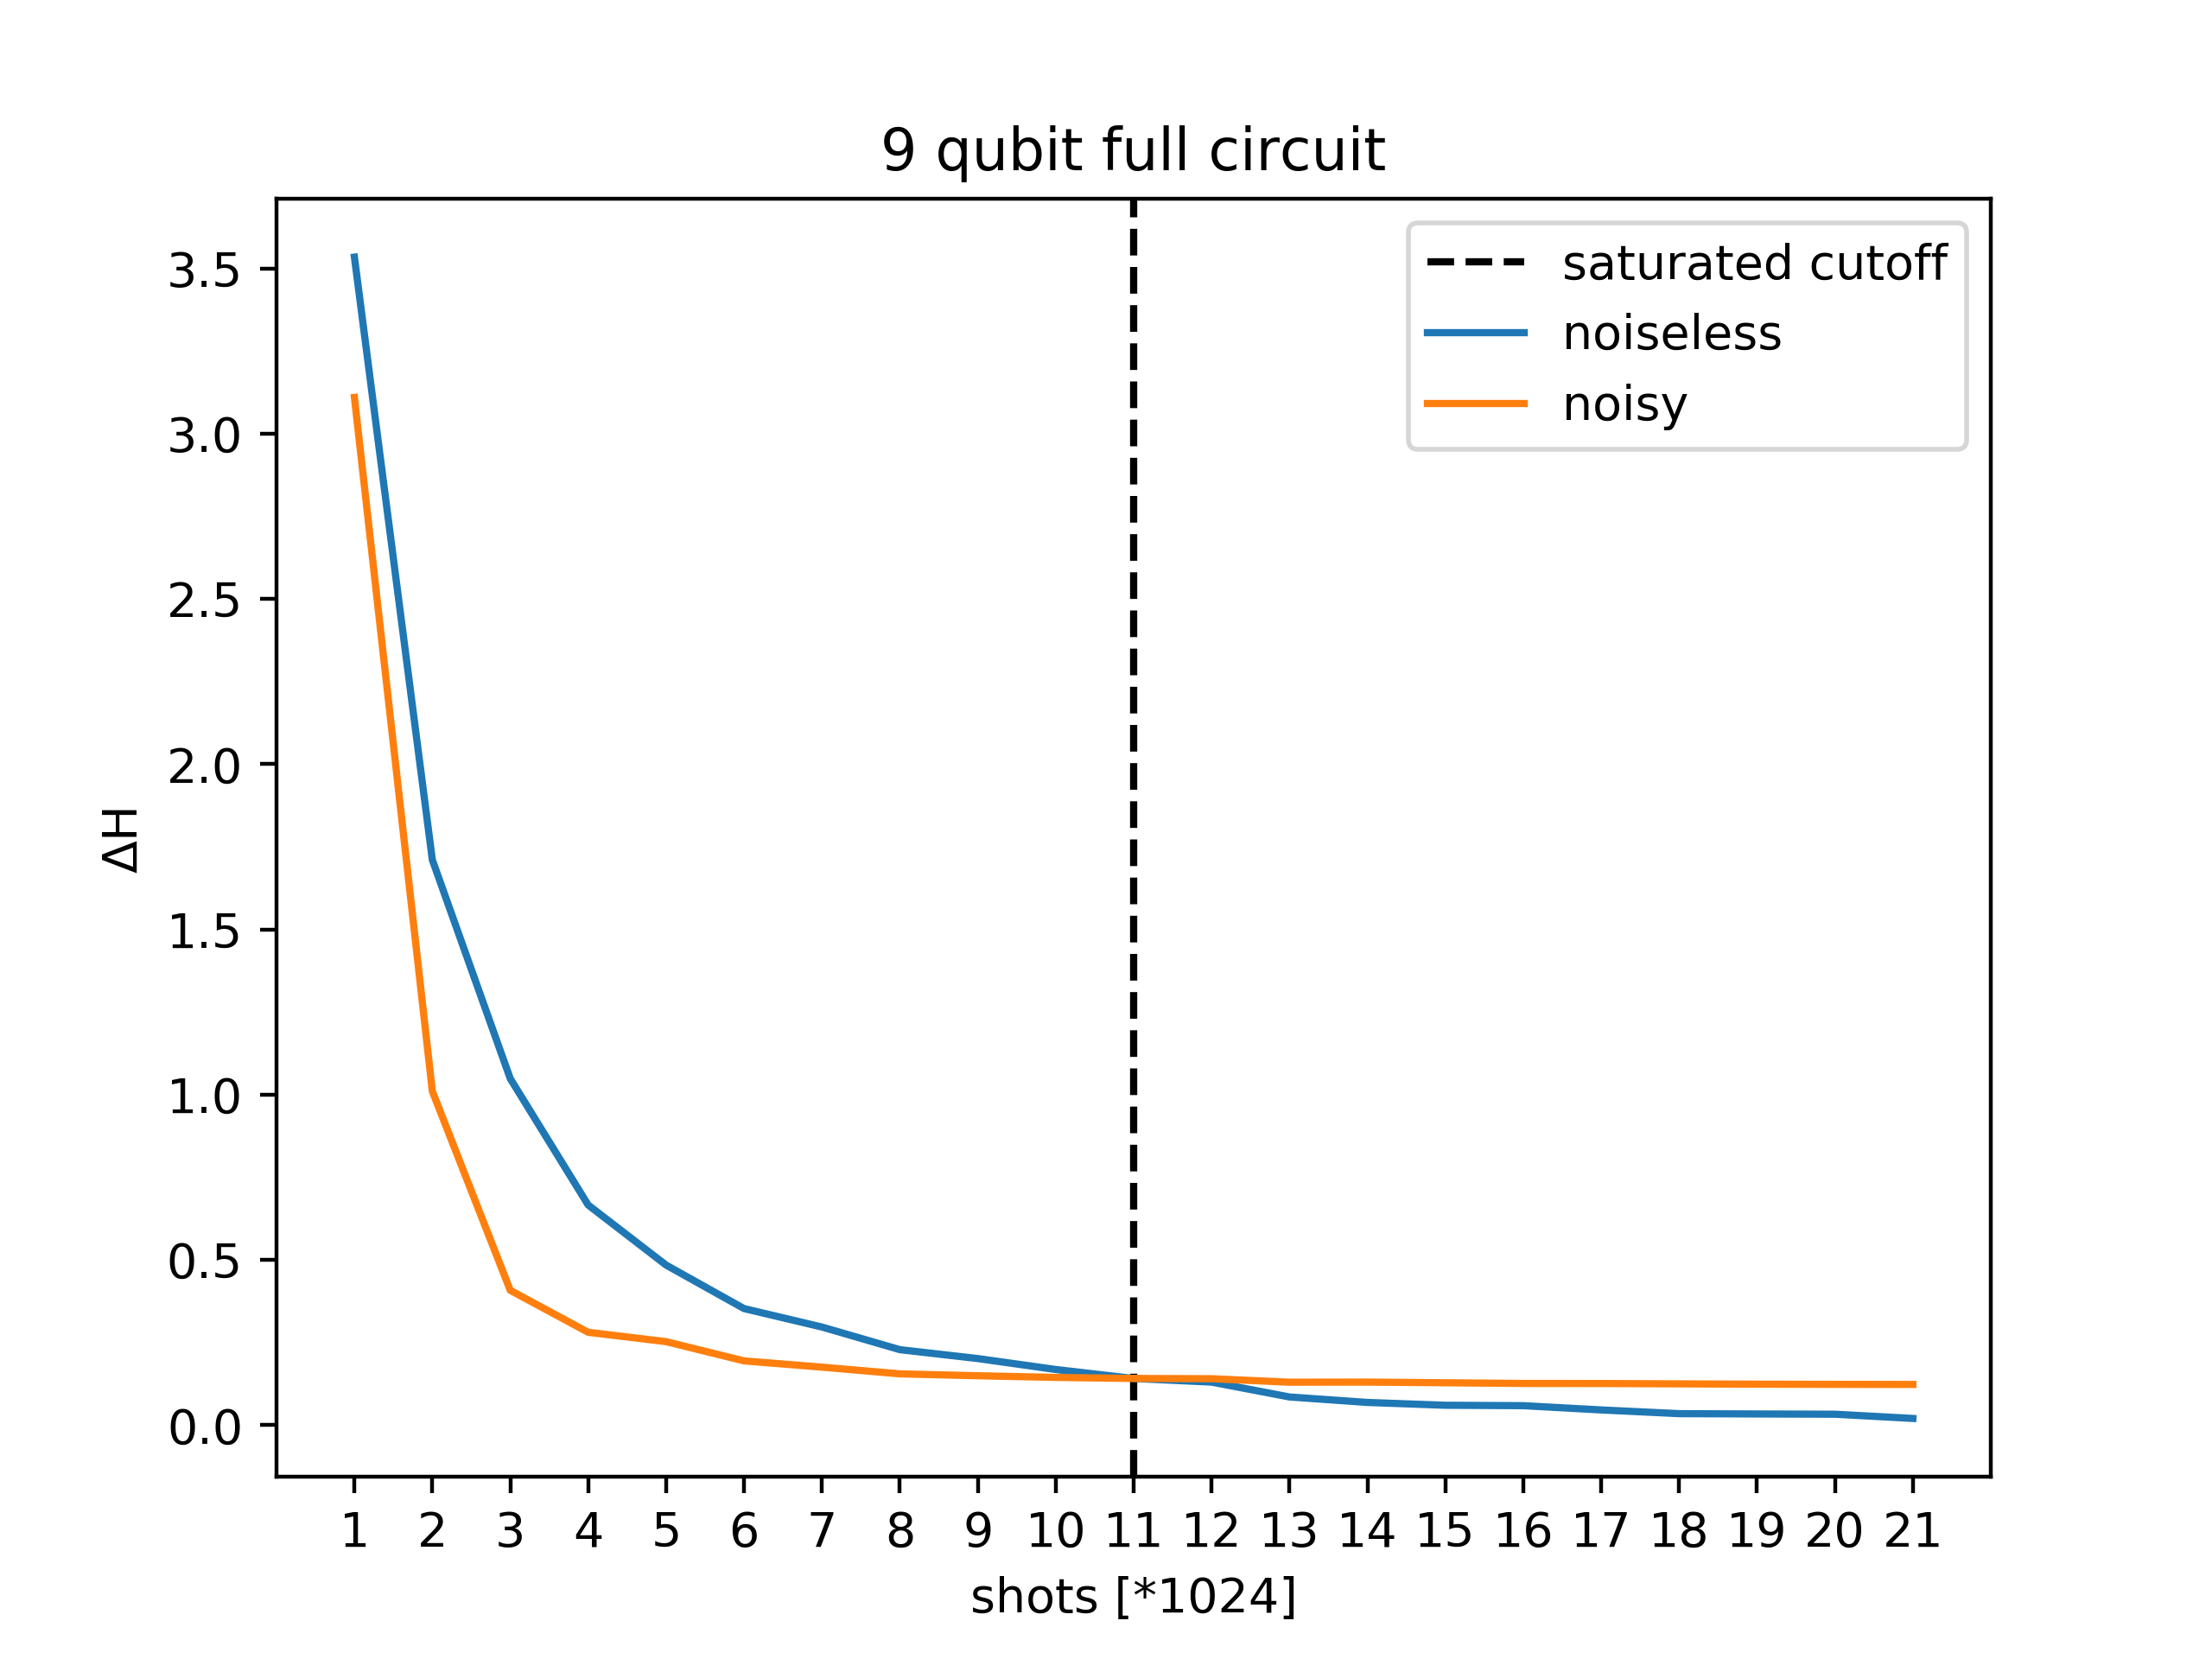 9 qubit full circuit
saturated cutoff
noiseless
noisy
3.5
3.0
2.5
2.0
1.5
1.0
0.5
0.0
ΔH
1 2 3 4 5 6 7 8 9 10 11 12 13 14 15 16 17 18 19 20 21
shots [*1024]